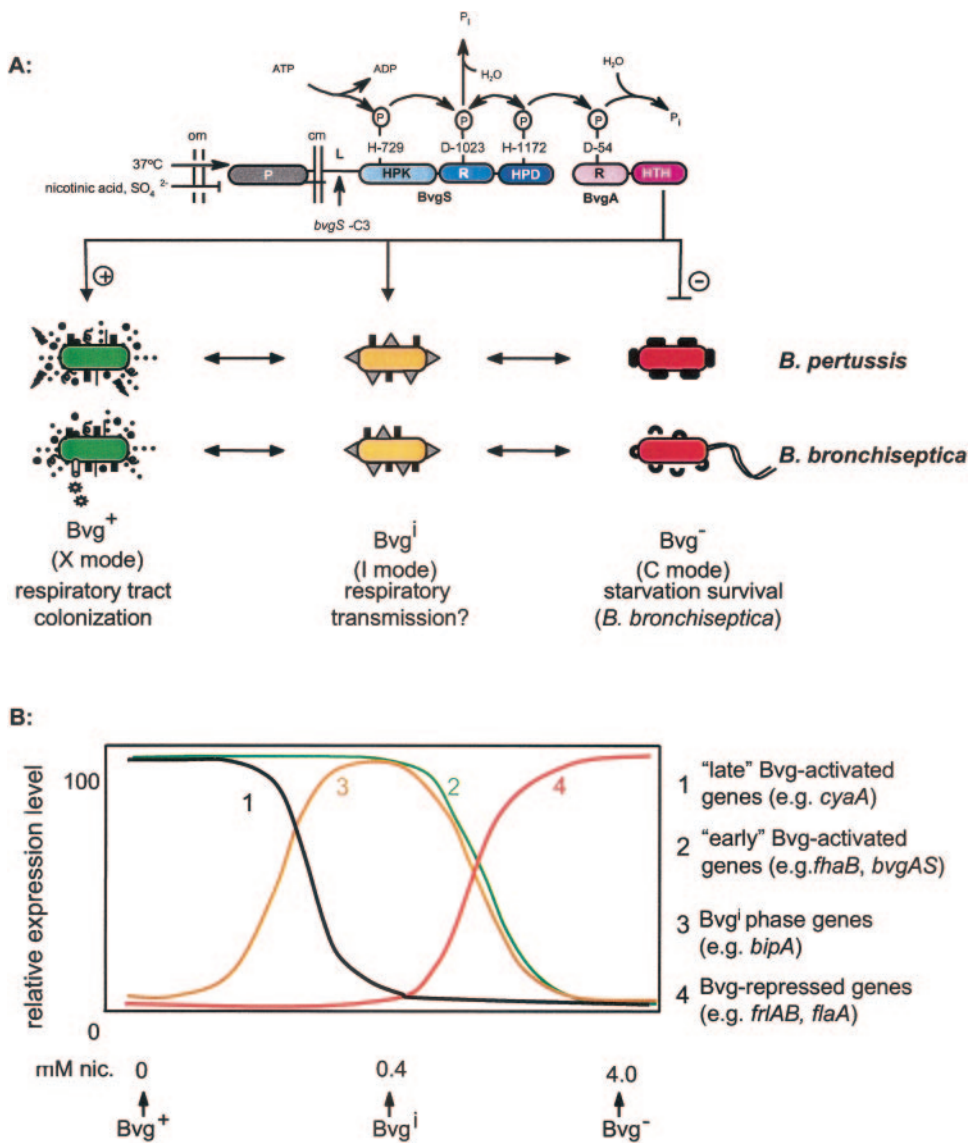 A:
P_I
ATP
ADP
H₂O
H₂O
P_I
P
P
P
P
om
cm
L
H-729
D-1023
H-1172
D-54
37ºC
nicotinic acid, SO₄ ²⁻
P
HPK
R
HPD
R
HTH
BvgS
BvgA
bvgS -C3
+
−
B. pertussis
B. bronchiseptica
Bvg⁺
(X mode)
respiratory tract
colonization
Bvgⁱ
(I mode)
respiratory
transmission?
Bvg⁻
(C mode)
starvation survival
(B. bronchiseptica)
B:
relative expression level
100
0
1
3
2
4
1 "late" Bvg-activated
genes (e.g. cyaA)
2 "early" Bvg-activated
genes (e.g.fhaB, bvgAS)
3 Bvgⁱ phase genes
(e.g. bipA)
4 Bvg-repressed genes
(e.g. frlAB, flaA)
mM nic. 0 0.4 4.0
Bvg⁺ Bvgⁱ Bvg⁻